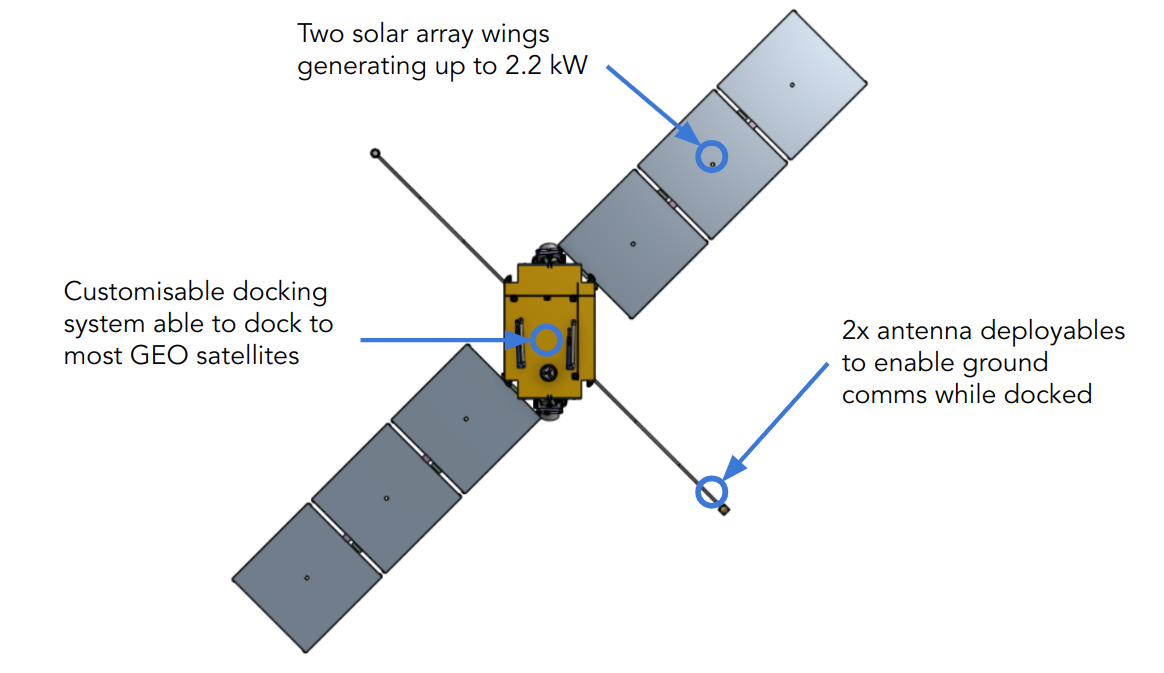 Two solar array wings
generating up to 2.2 kW
Customisable docking
system able to dock to
most GEO satellites
2x antenna deployables
to enable ground
comms while docked